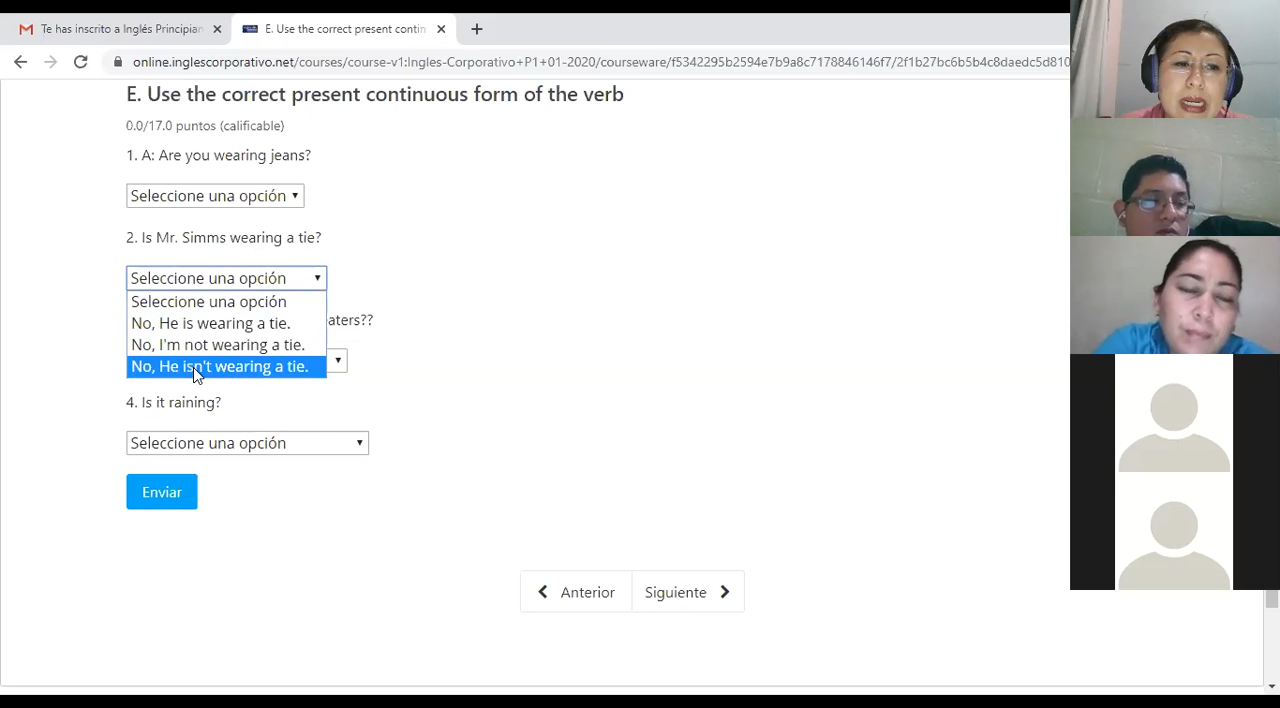 Te has inscrito a Inglés Principian
E. Use the correct present contin
online.inglescorporativo.net/courses/course-v1:Ingles-Corporativo+P1+01-2020/courseware/f5342295b2594e7b9a8c7178846146f7/2f1b27bc6b5b4c8daedc5d810
E. Use the correct present continuous form of the verb
0.0/17.0 puntos (calificable)
1. A: Are you wearing jeans?
Seleccione una opción
2. Is Mr. Simms wearing a tie?
Seleccione una opción
Seleccione una opción
No, He is wearing a tie.
aters??
No, I'm not wearing a tie.
No, He isn't wearing a tie.
4. Is it raining?
Seleccione una opción
Enviar
Anterior
Siguiente